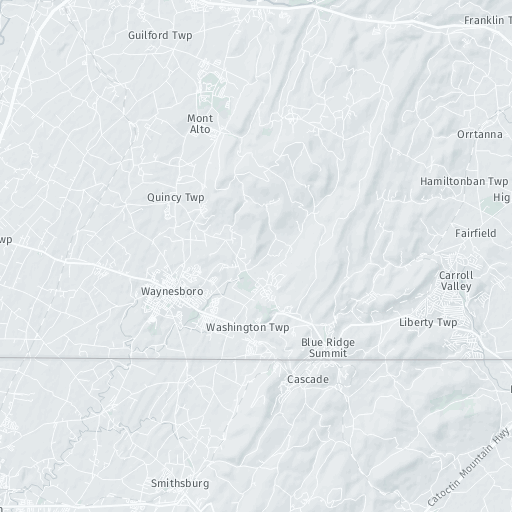 Franklin T
Guilford Twp
Mont
Alto
Orrtanna
Hamiltonban Twp
Quincy Twp
Hig
Fairfield
wp
Carroll
Valley
Waynesboro
Liberty Twp
Washington Twp
Blue Ridge
Summit
Cascade
Catoctin Mountain Hwy
Smithsburg